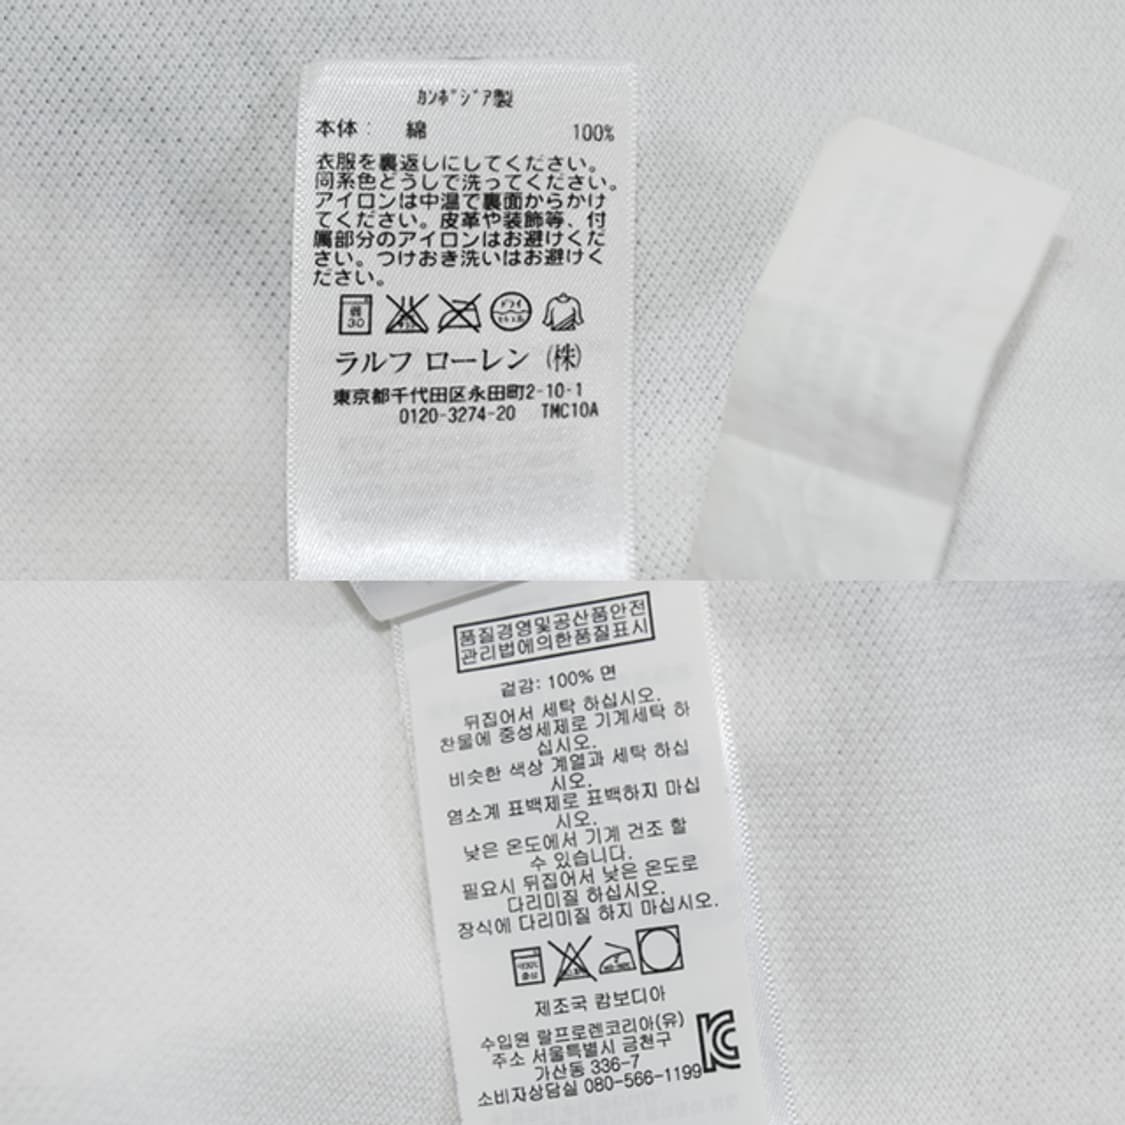 ｶﾝﾎﾞｼﾞｱ製
本体: 綿 100%
衣服を裏返しにしてください。
同系色どうしで洗ってください。
アイロンは中温で裏面からかけ
てください。皮革や装飾等、付
属部分のアイロンはお避けくだ
さい。つけおき洗いはお避けく
ださい。
30
ドライ
ラルフ ローレン (株)
東京都千代田区永田町2-10-1
0120-3274-20 TMC10A
품질경영및공산품안전
관리법에의한품질표시
겉감: 100% 면
뒤집어서 세탁 하십시오.
찬물에 중성세제로 기계세탁 하
십시오.
비슷한 색상 계열과 세탁 하십
시오.
염소계 표백제로 표백하지 마십
시오.
낮은 온도에서 기계 건조 할
수 있습니다.
필요시 뒤집어서 낮은 온도로
다리미질 하십시오.
장식에 다리미질 하지 마십시오.
중성
제조국 캄보디아
수입원 랄프로렌코리아(유)
주소 서울특별시 금천구
가산동 336-7
소비자상담실 080-566-1199